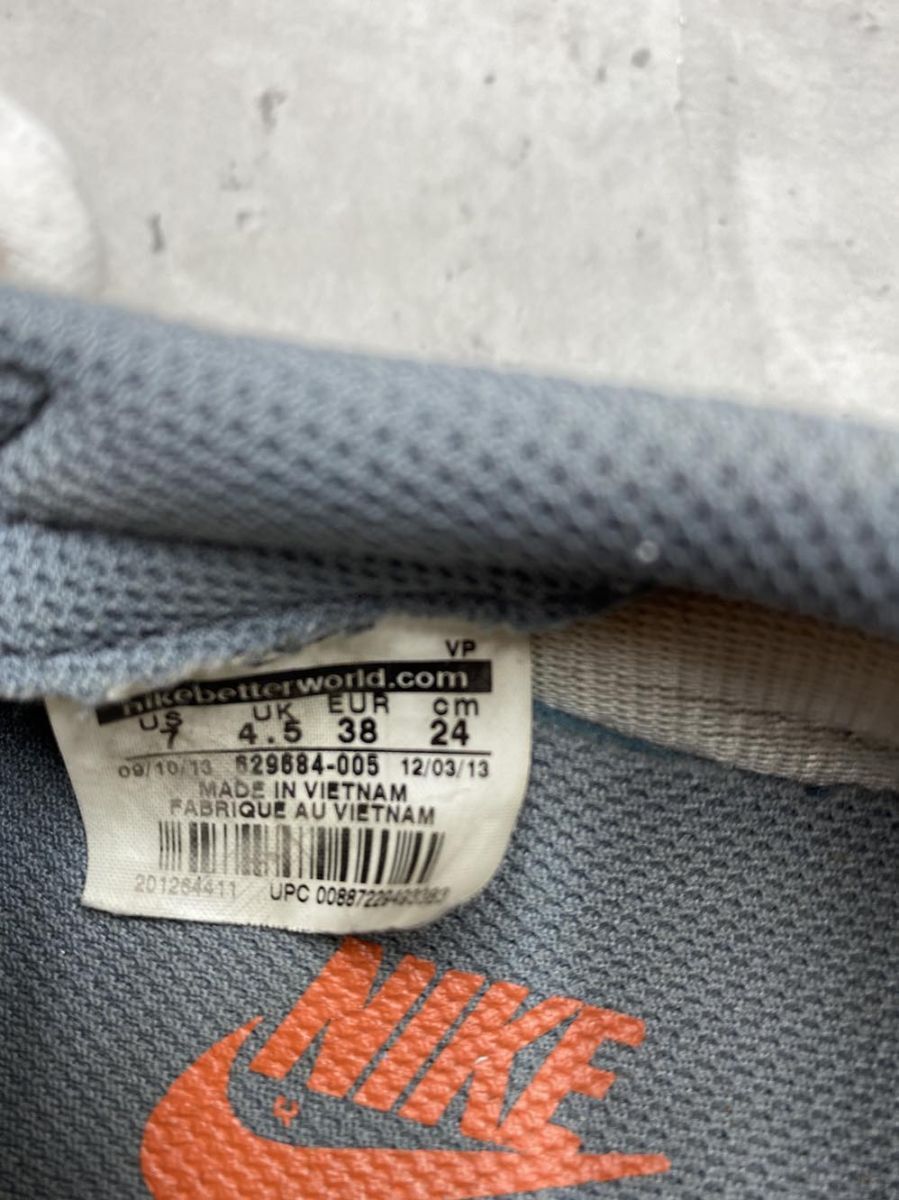 VP
nikebetterworld.com
US UK EUR cm
7 4.5 38 24
09/10/13 629684-005 12/03/13
MADE IN VIETNAM
FABRIQUE AU VIETNAM
201264411 UPC
NIKE